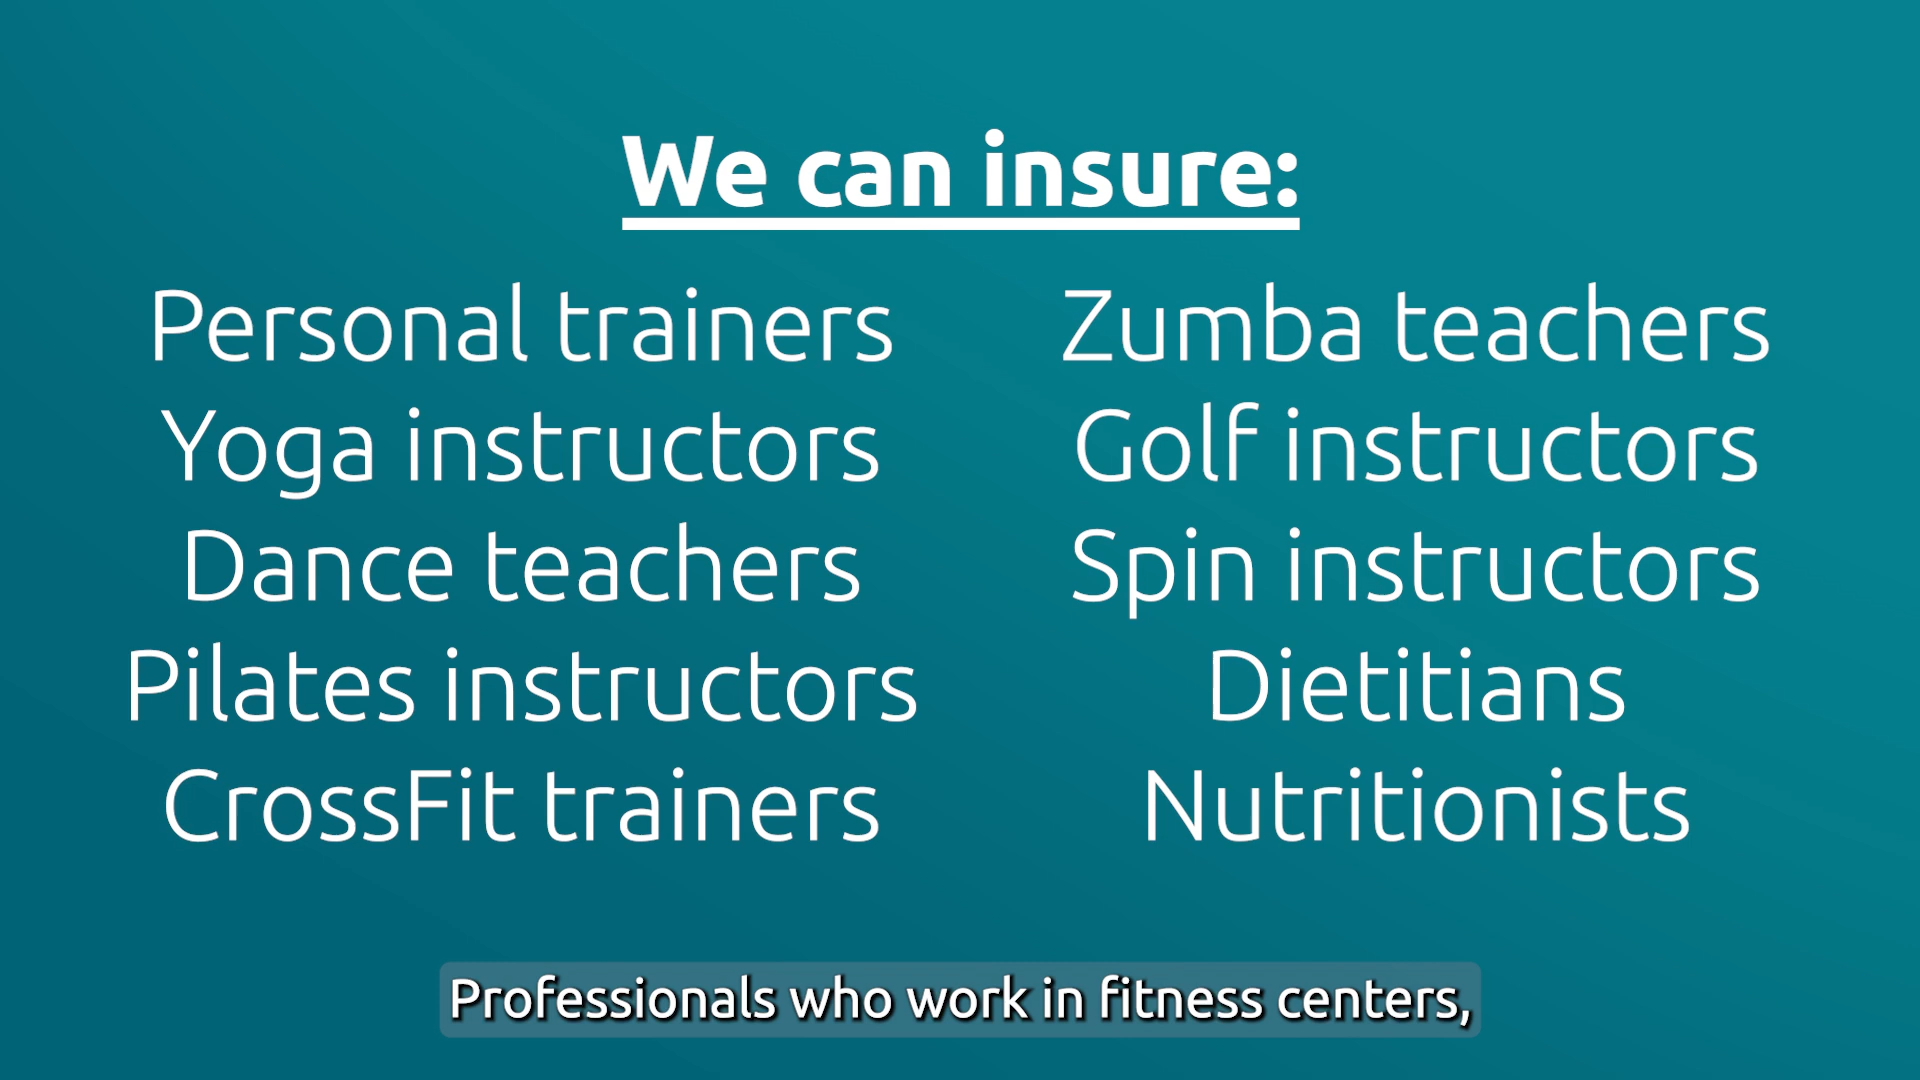 We can insure:
Personal trainers
Yoga instructors
Dance teachers
Pilates instructors
CrossFit trainers
Zumba teachers
Golf instructors
Spin instructors
Dietitians
Nutritionists
Professionals who work in fitness centers,